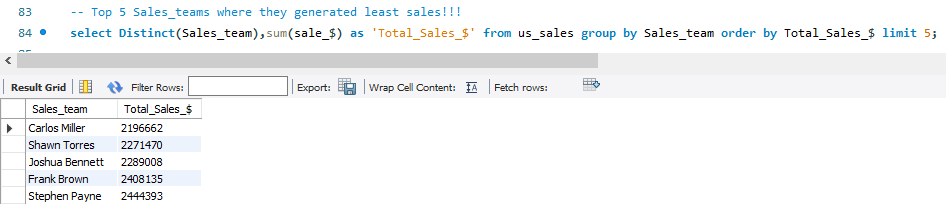 83 -- Top 5 Sales_teams where they generated least sales!!!
84 select Distinct(Sales_team),sum(sale_$) as 'Total_Sales_$' from us_sales group by Sales_team order by Total_Sales_$ limit 5;
Result Grid Filter Rows: Export: Wrap Cell Content: Fetch rows:
Sales_team Total_Sales_$
Carlos Miller 2196662
Shawn Torres 2271470
Joshua Bennett 2289008
Frank Brown 2408135
Stephen Payne 2444393